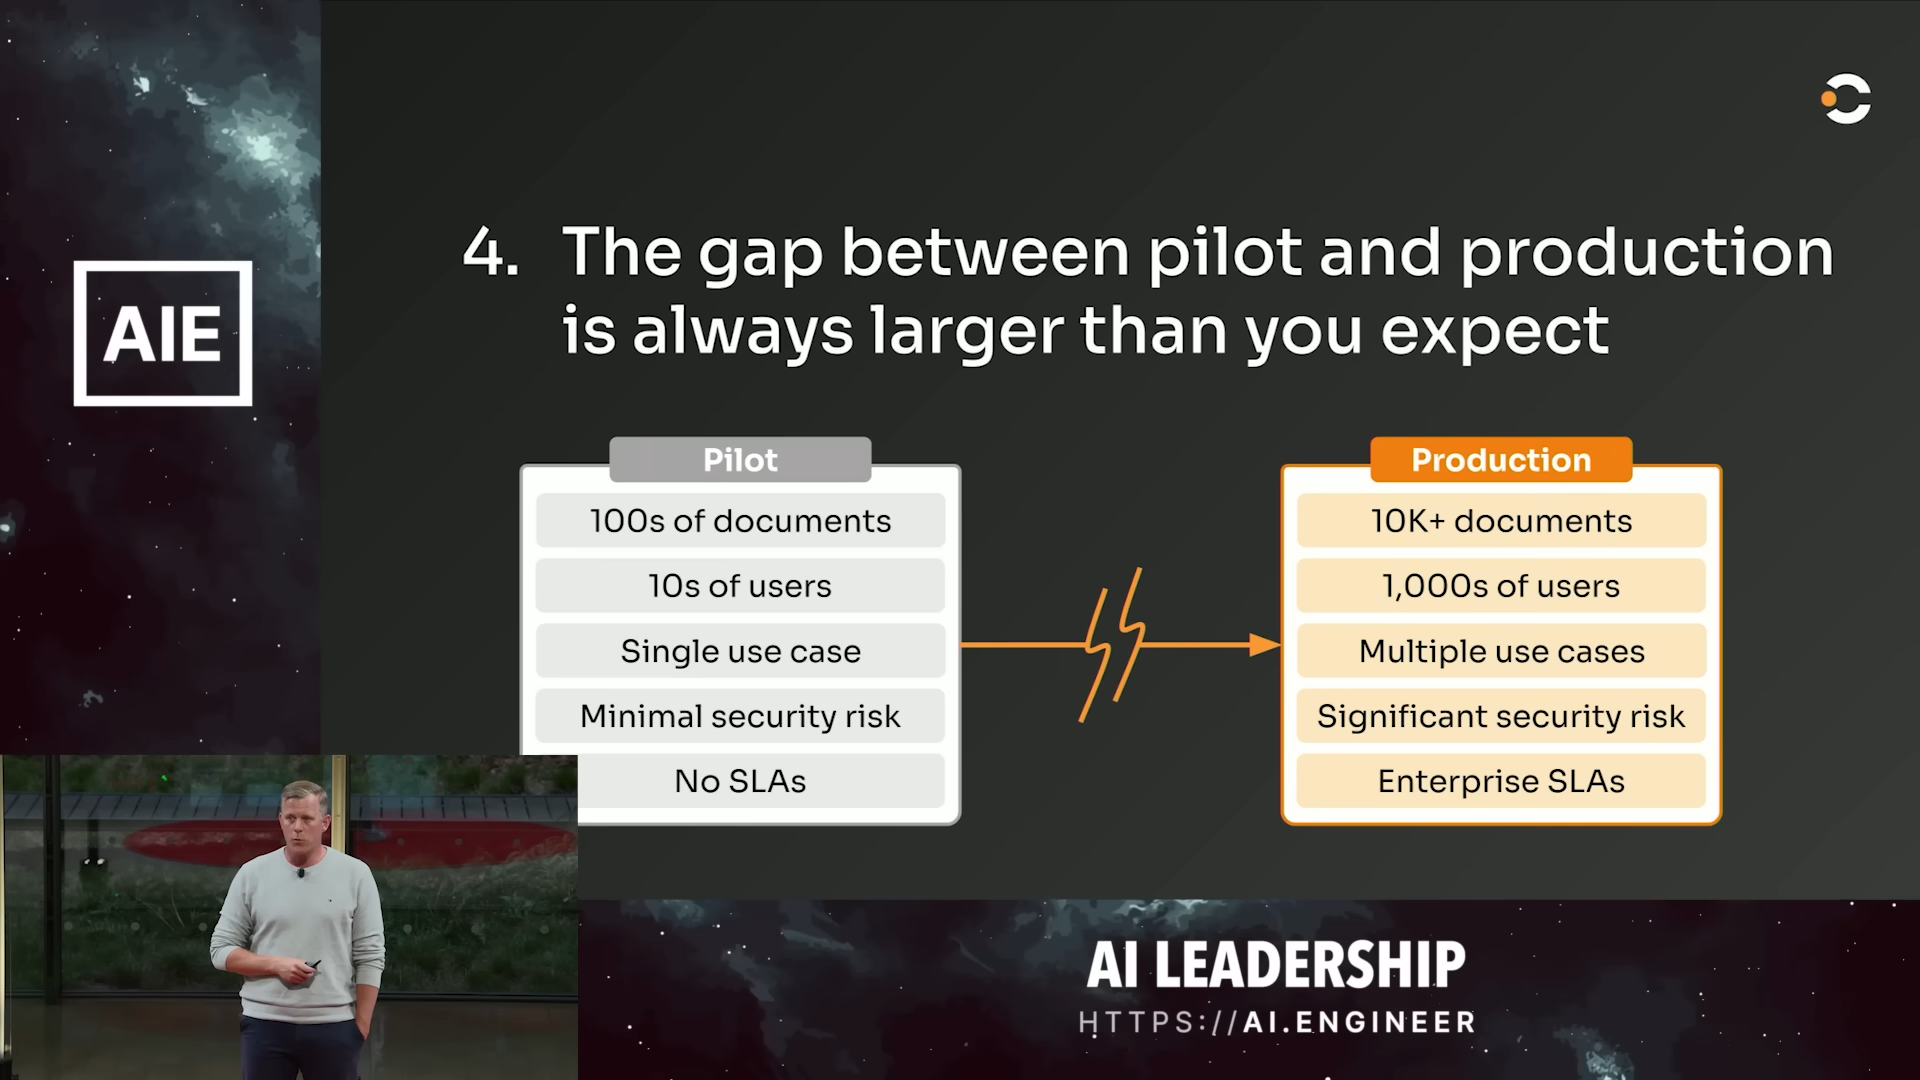 AIE
4. The gap between pilot and production
is always larger than you expect
Pilot
100s of documents
10s of users
Single use case
Minimal security risk
No SLAs
Production
10K+ documents
1,000s of users
Multiple use cases
Significant security risk
Enterprise SLAs
AI LEADERSHIP
HTTPS://AI.ENGINEER